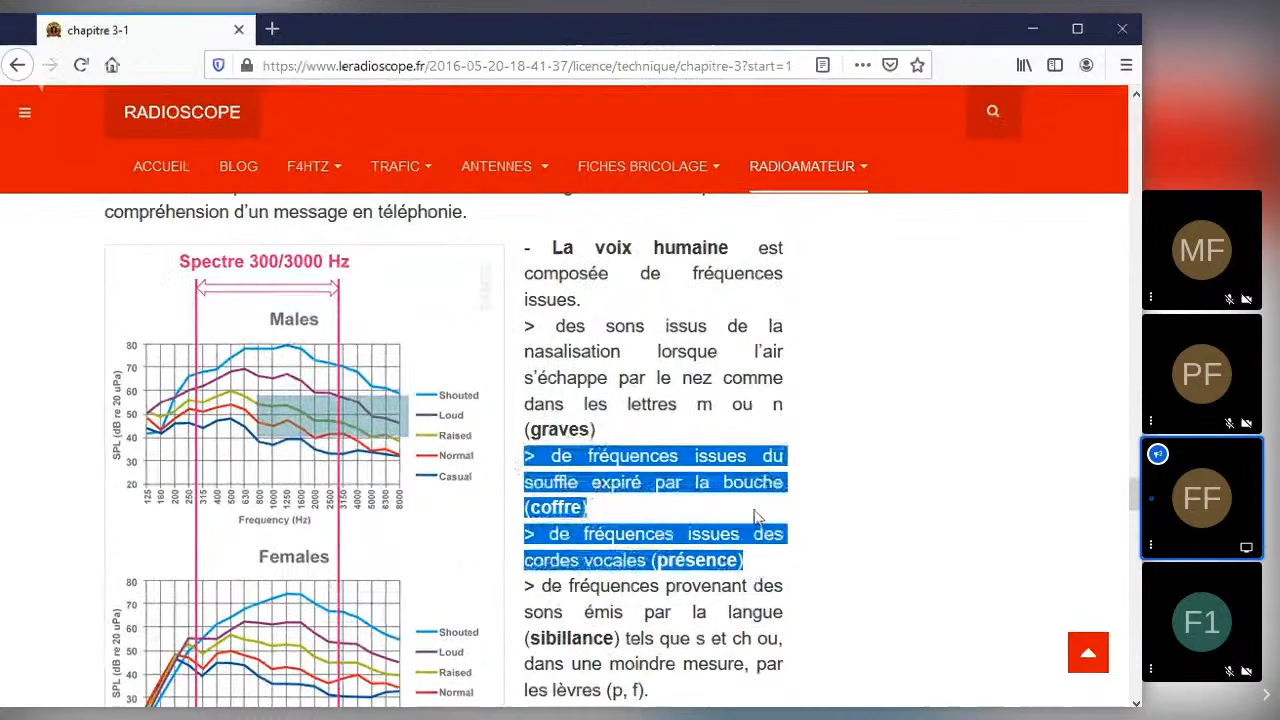 chapitre 3-1
https://www.leradioscope.fr/2016-05-20-18-41-37/licence/technique/chapitre-3?start=1
RADIOSCOPE
ACCUEIL BLOG F4HTZ TRAFIC ANTENNES FICHES BRICOLAGE RADIOAMATEUR
compréhension d'un message en téléphonie.
Spectre 300/3000 Hz
Males
80
70
60
50
40
30
20
SPL (dB re 20 uPa)
125 160 200 250 315 400 500 630 800 1000 1250 1600 2000 2500 3150 4000 5000 6300 8000
Frequency (Hz)
Shouted
Loud
Raised
Normal
Casual
Females
80
70
60
50
40
30
SPL (dB re 20 uPa)
Shouted
Loud
Raised
Normal
- La voix humaine est
composée de fréquences
issues.
> des sons issus de la
nasalisation lorsque l'air
s'échappe par le nez comme
dans les lettres m ou n
(graves)
> de fréquences issues du
souffle expiré par la bouche
(coffre)
> de fréquences issues des
cordes vocales (présence)
> de fréquences provenant des
sons émis par la langue
(sibillance) tels que s et ch ou,
dans une moindre mesure, par
les lèvres (p, f).
MF
PF
FF
F1